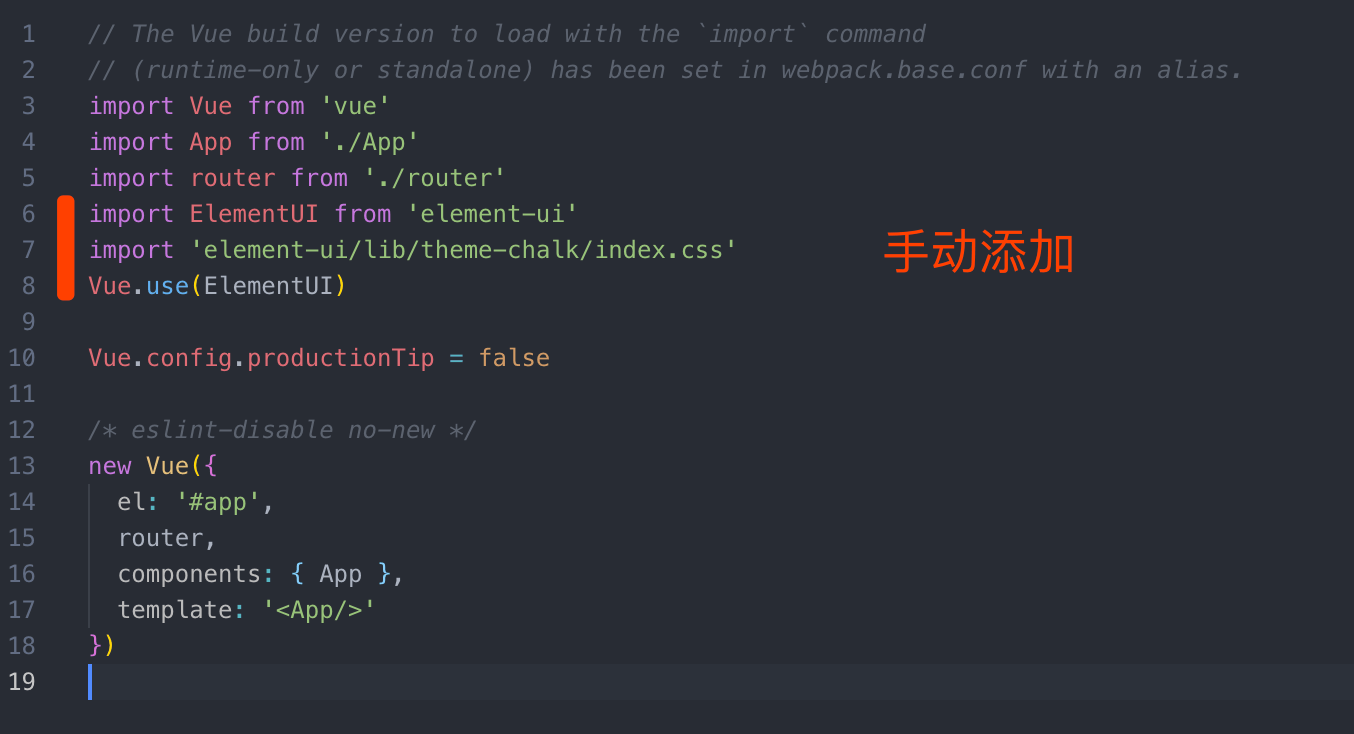 1 // The Vue build version to load with the `import` command
2 // (runtime-only or standalone) has been set in webpack.base.conf with an alias.
3 import Vue from 'vue'
4 import App from './App'
5 import router from './router'
6 import ElementUI from 'element-ui'
7 import 'element-ui/lib/theme-chalk/index.css'
手动添加
8 Vue.use(ElementUI)
9
10 Vue.config.productionTip = false
11
12 /* eslint-disable no-new */
13 new Vue({
14   el: '#app',
15   router,
16   components: { App },
17   template: '<App/>'
18 })
19